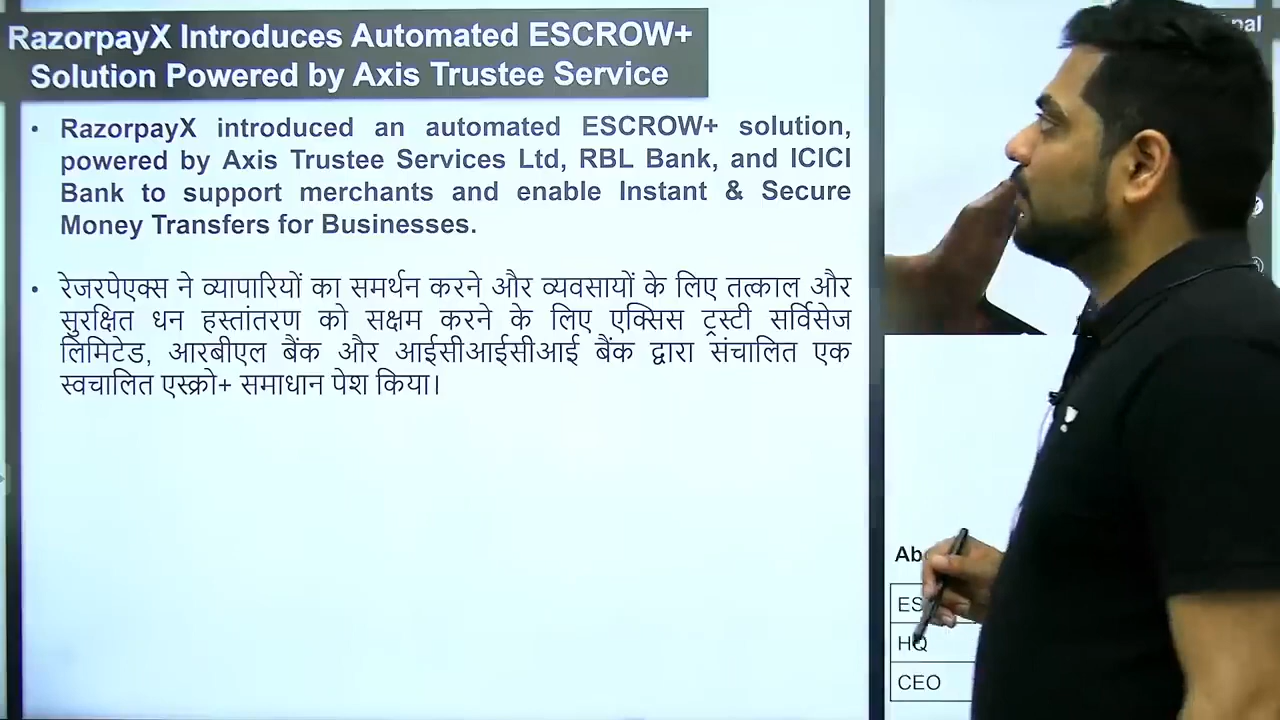 RazorpayX Introduces Automated ESCROW+
Solution Powered by Axis Trustee Service
• RazorpayX introduced an automated ESCROW+ solution,
powered by Axis Trustee Services Ltd, RBL Bank, and ICICI
Bank to support merchants and enable Instant & Secure
Money Transfers for Businesses.
• रेजरपेएक्स ने व्यापारियों का समर्थन करने और व्यवसायों के लिए तत्काल और
सुरक्षित धन हस्तांतरण को सक्षम करने के लिए एक्सिस ट्रस्टी सर्विसेज
लिमिटेड, आरबीएल बैंक और आईसीआईसीआई बैंक द्वारा संचालित एक
स्वचालित एस्क्रो+ समाधान पेश किया।
HQ
CEO